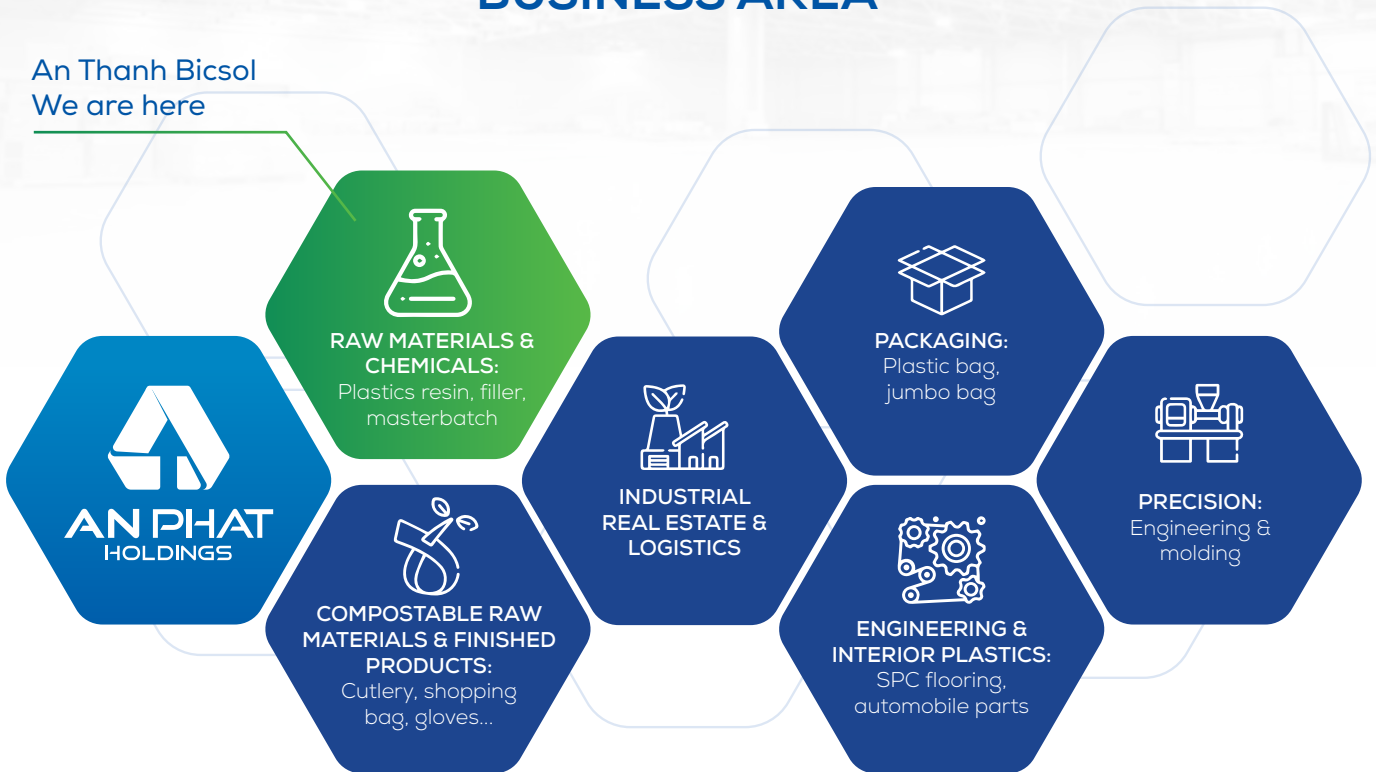 BUSINESS AREA
An Thanh Bicsol
We are here
RAW MATERIALS &
CHEMICALS:
Plastics resin, filler,
masterbatch
AN PHAT
HOLDINGS
COMPOSTABLE RAW
MATERIALS & FINISHED
PRODUCTS:
Cutlery, shopping
bag, gloves...
INDUSTRIAL
REAL ESTATE &
LOGISTICS
PACKAGING:
Plastic bag,
jumbo bag
ENGINEERING &
INTERIOR PLASTICS:
SPC flooring,
automobile parts
PRECISION:
Engineering &
molding